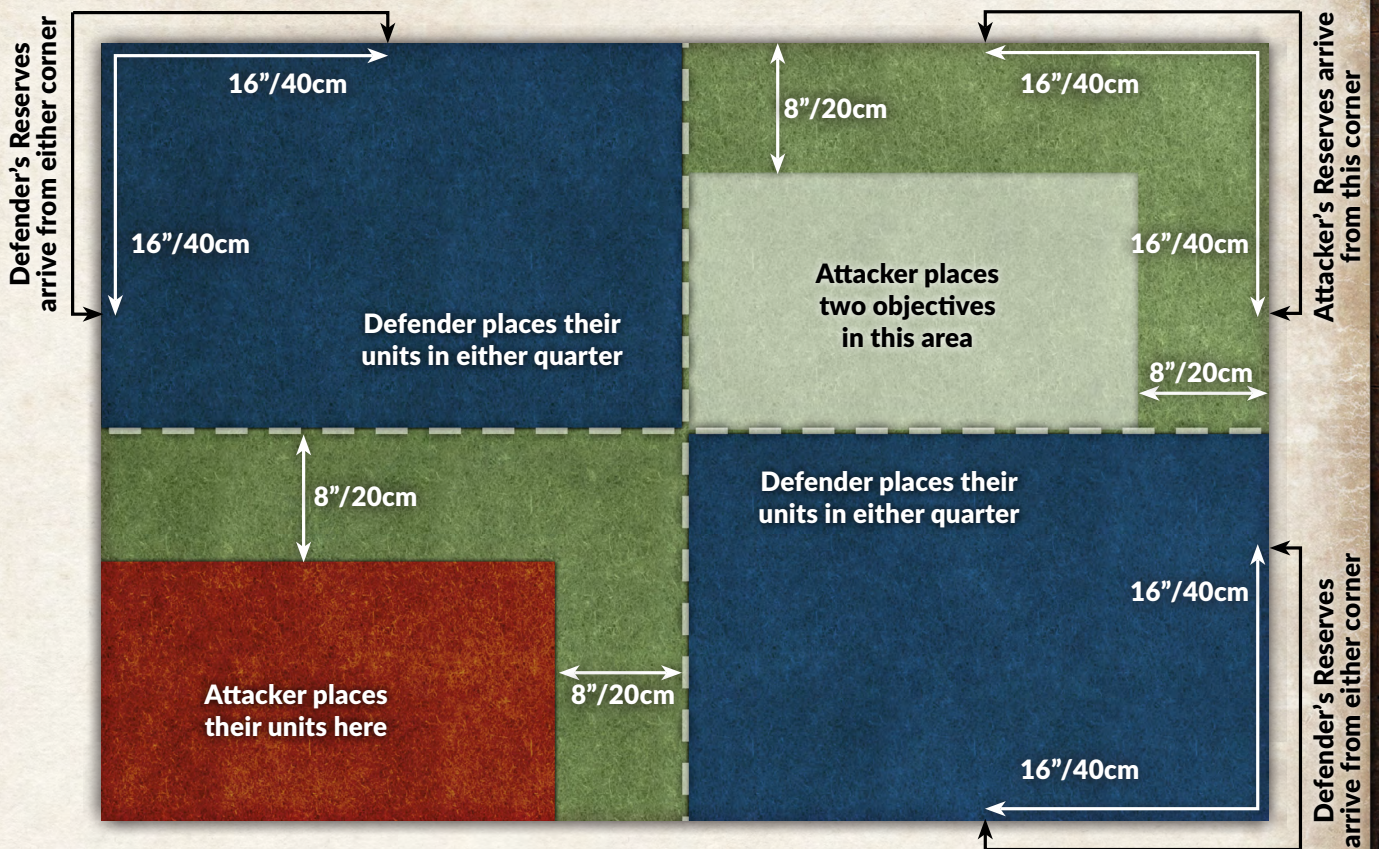 Defender’s Reserves
arrive from either corner
16”/40cm
16”/40cm
Defender places their
units in either quarter
8”/20cm
16”/40cm
16”/40cm
Attacker’s Reserves arrive
from this corner
Attacker places
two objectives
in this area
8”/20cm
8”/20cm
Attacker places
their units here
8”/20cm
Defender places their
units in either quarter
16”/40cm
16”/40cm
Defender’s Reserves
arrive from either corner